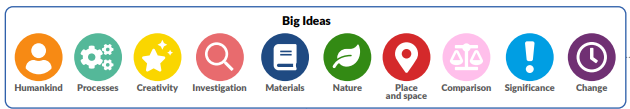 Big Ideas
Humankind Processes Creativity Investigation Materials Nature Place and space Comparison Significance Change